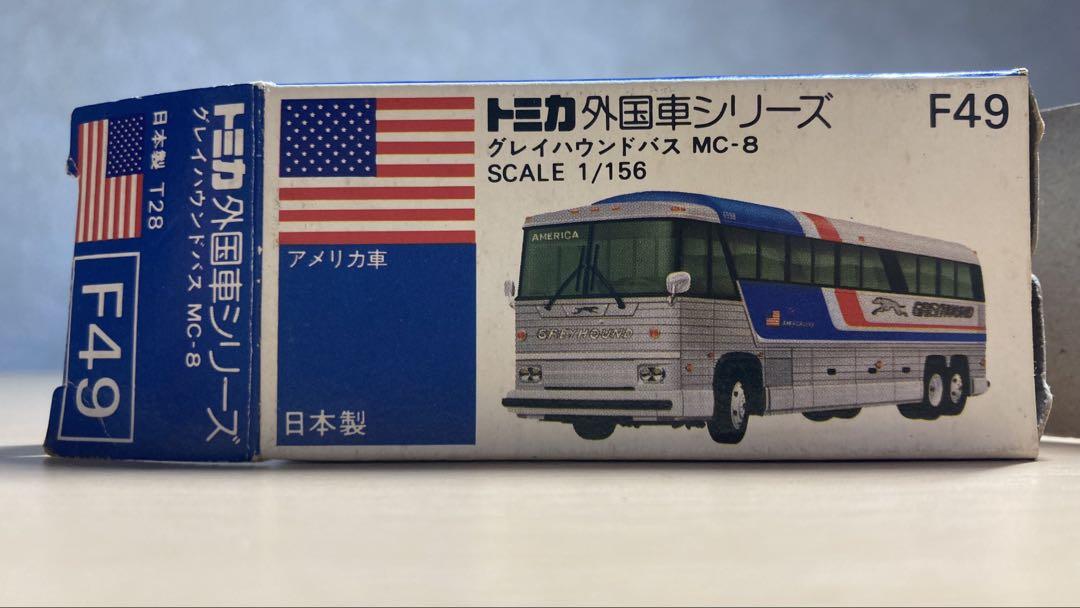 トミカ 外国車シリーズ
グレイハウンドバス MC-8
日本製 T28
F49
アメリカ車
日本製
トミカ 外国車シリーズ F49
グレイハウンドバス MC-8
SCALE 1/156
AMERICA
GREYHOUND
GREYHOUND